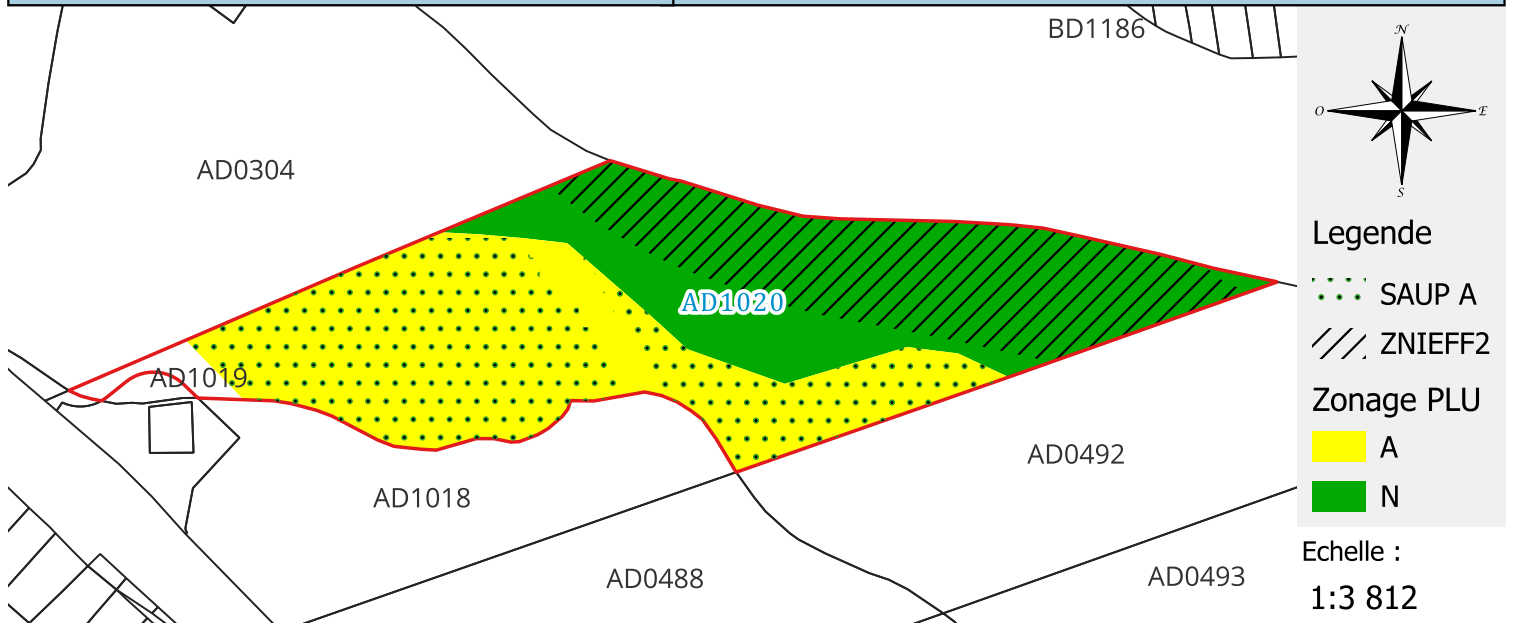 BD1186
N
O
E
S
AD0304
Legende
SAUP A
AD1020
ZNIEFF2
AD1019
Zonage PLU
A
AD0492
AD1018
N
Echelle :
AD0488
AD0493
1:3 812